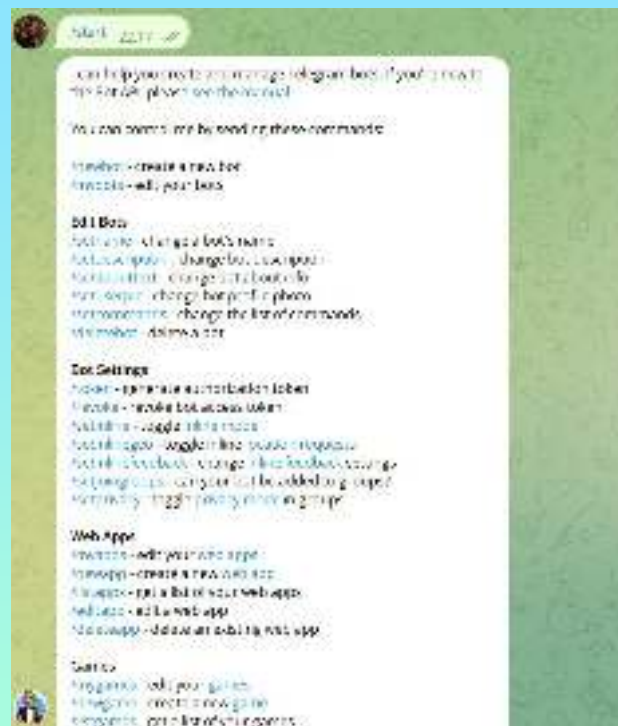 /start 22:17
I can help you create and manage Telegram bots. If you're new to
the Bot API, please see the manual.
You can control me by sending these commands:
/newbot - create a new bot
/mybots - edit your bots
Edit Bots
/setname - change a bot's name
/setdescription - change bot description
/setabouttext - change bot about info
/setuserpic - change bot profile photo
/setcommands - change the list of commands
/deletebot - delete a bot
Bot Settings
/token - generate authorization token
/revoke - revoke bot access token
/setinline - toggle inline mode
/setinlinegeo - toggle inline location requests
/setinlinefeedback - change inline feedback settings
/setjoingroups - can your bot be added to groups?
/setprivacy - toggle privacy mode in groups
Web Apps
/myapps - edit your web apps
/newapp - create a new web app
/listapps - get a list of your web apps
/editapp - edit a web app
/deleteapp - delete an existing web app
Games
/mygames - edit your games
/newgame - create a new game
/listgames - get a list of your games